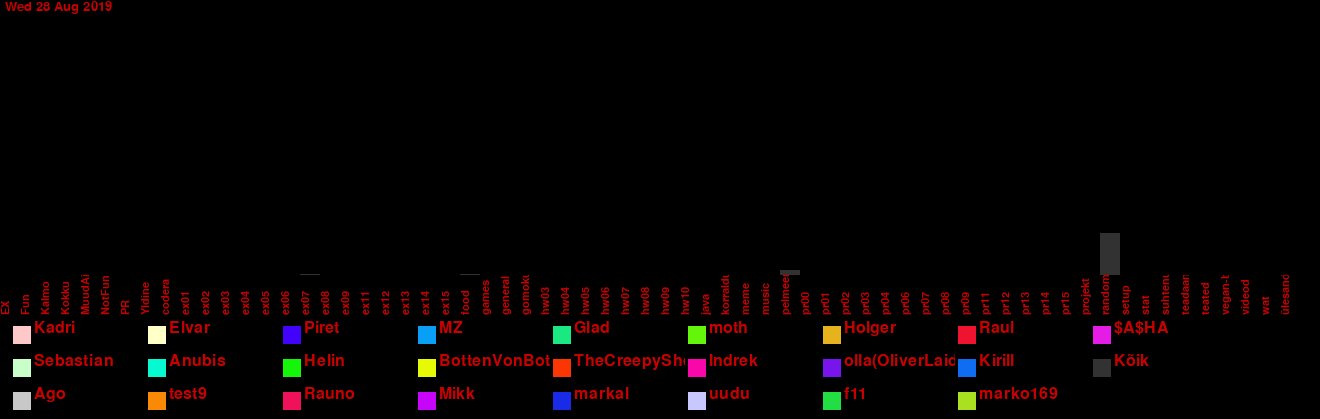 Wed 28 Aug 2019
EX Fun Kalmo Kokku MuudAi NotFun PR Yldine codera ex01 ex02 ex03 ex04 ex05 ex06 ex07 ex08 ex09 ex11 ex12 ex13 ex14 ex15 food games general gomoku hw03 hw04 hw05 hw06 hw07 hw08 hw09 hw10 java korraldu meme music pelmee pr00 pr01 pr02 pr03 pr04 pr06 pr07 pr08 pr09 pr11 pr12 pr13 pr14 pr15 projekt random setup stat suhtenu teadaan teated vegan-t videod wat ülesand
Kadri Elvar Piret MZ Glad moth Holger Raul $A$HA
Sebastian Anubis Helin BottenVonBot TheCreepySh Indrek olla(OliverLaid Kirill Kõik
Ago test9 Rauno Mikk markal uudu f11 marko169